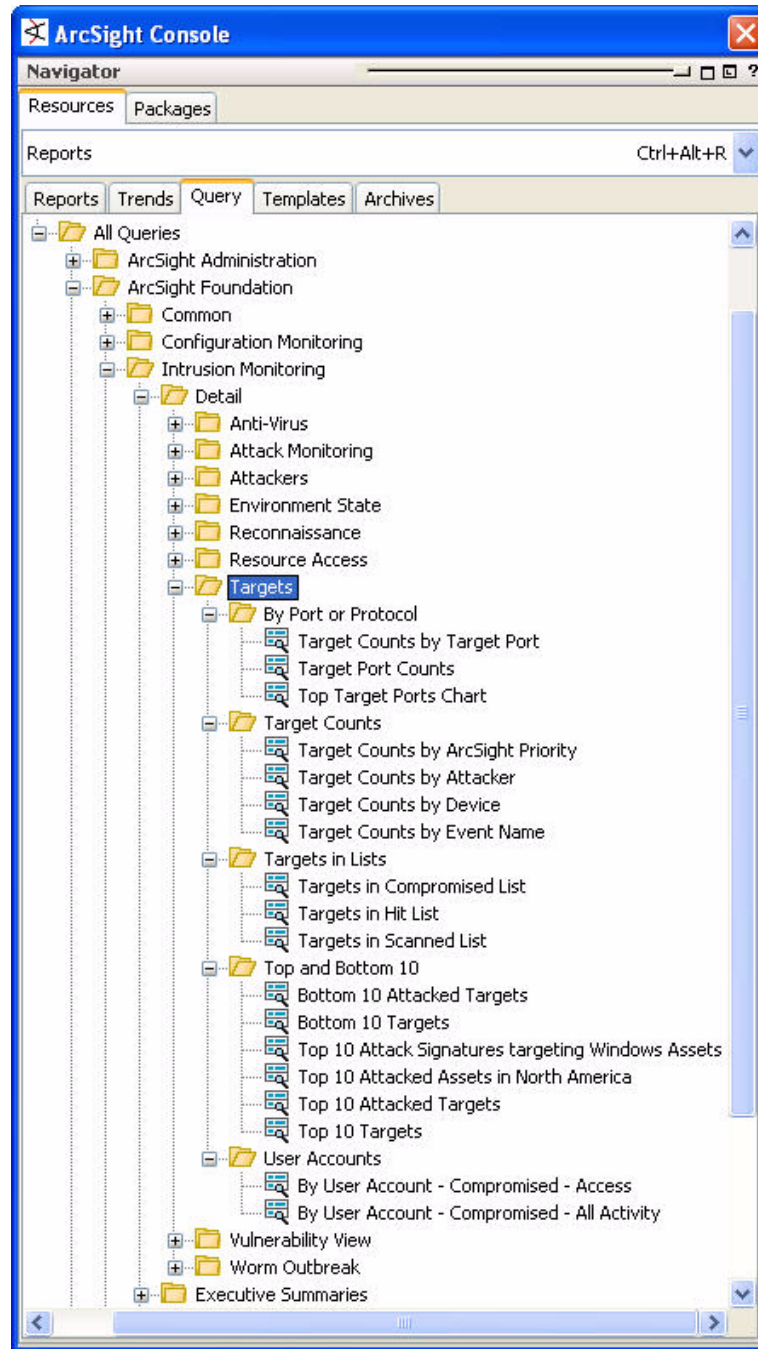 ArcSight Console
Navigator
?
Resources Packages
Reports Ctrl+Alt+R
Reports Trends Query Templates Archives
All Queries
ArcSight Administration
ArcSight Foundation
Common
Configuration Monitoring
Intrusion Monitoring
Detail
Anti-Virus
Attack Monitoring
Attackers
Environment State
Reconnaissance
Resource Access
Targets
By Port or Protocol
Target Counts by Target Port
Target Port Counts
Top Target Ports Chart
Target Counts
Target Counts by ArcSight Priority
Target Counts by Attacker
Target Counts by Device
Target Counts by Event Name
Targets in Lists
Targets in Compromised List
Targets in Hit List
Targets in Scanned List
Top and Bottom 10
Bottom 10 Attacked Targets
Bottom 10 Targets
Top 10 Attack Signatures targeting Windows Assets
Top 10 Attacked Assets in North America
Top 10 Attacked Targets
Top 10 Targets
User Accounts
By User Account - Compromised - Access
By User Account - Compromised - All Activity
Vulnerability View
Worm Outbreak
Executive Summaries